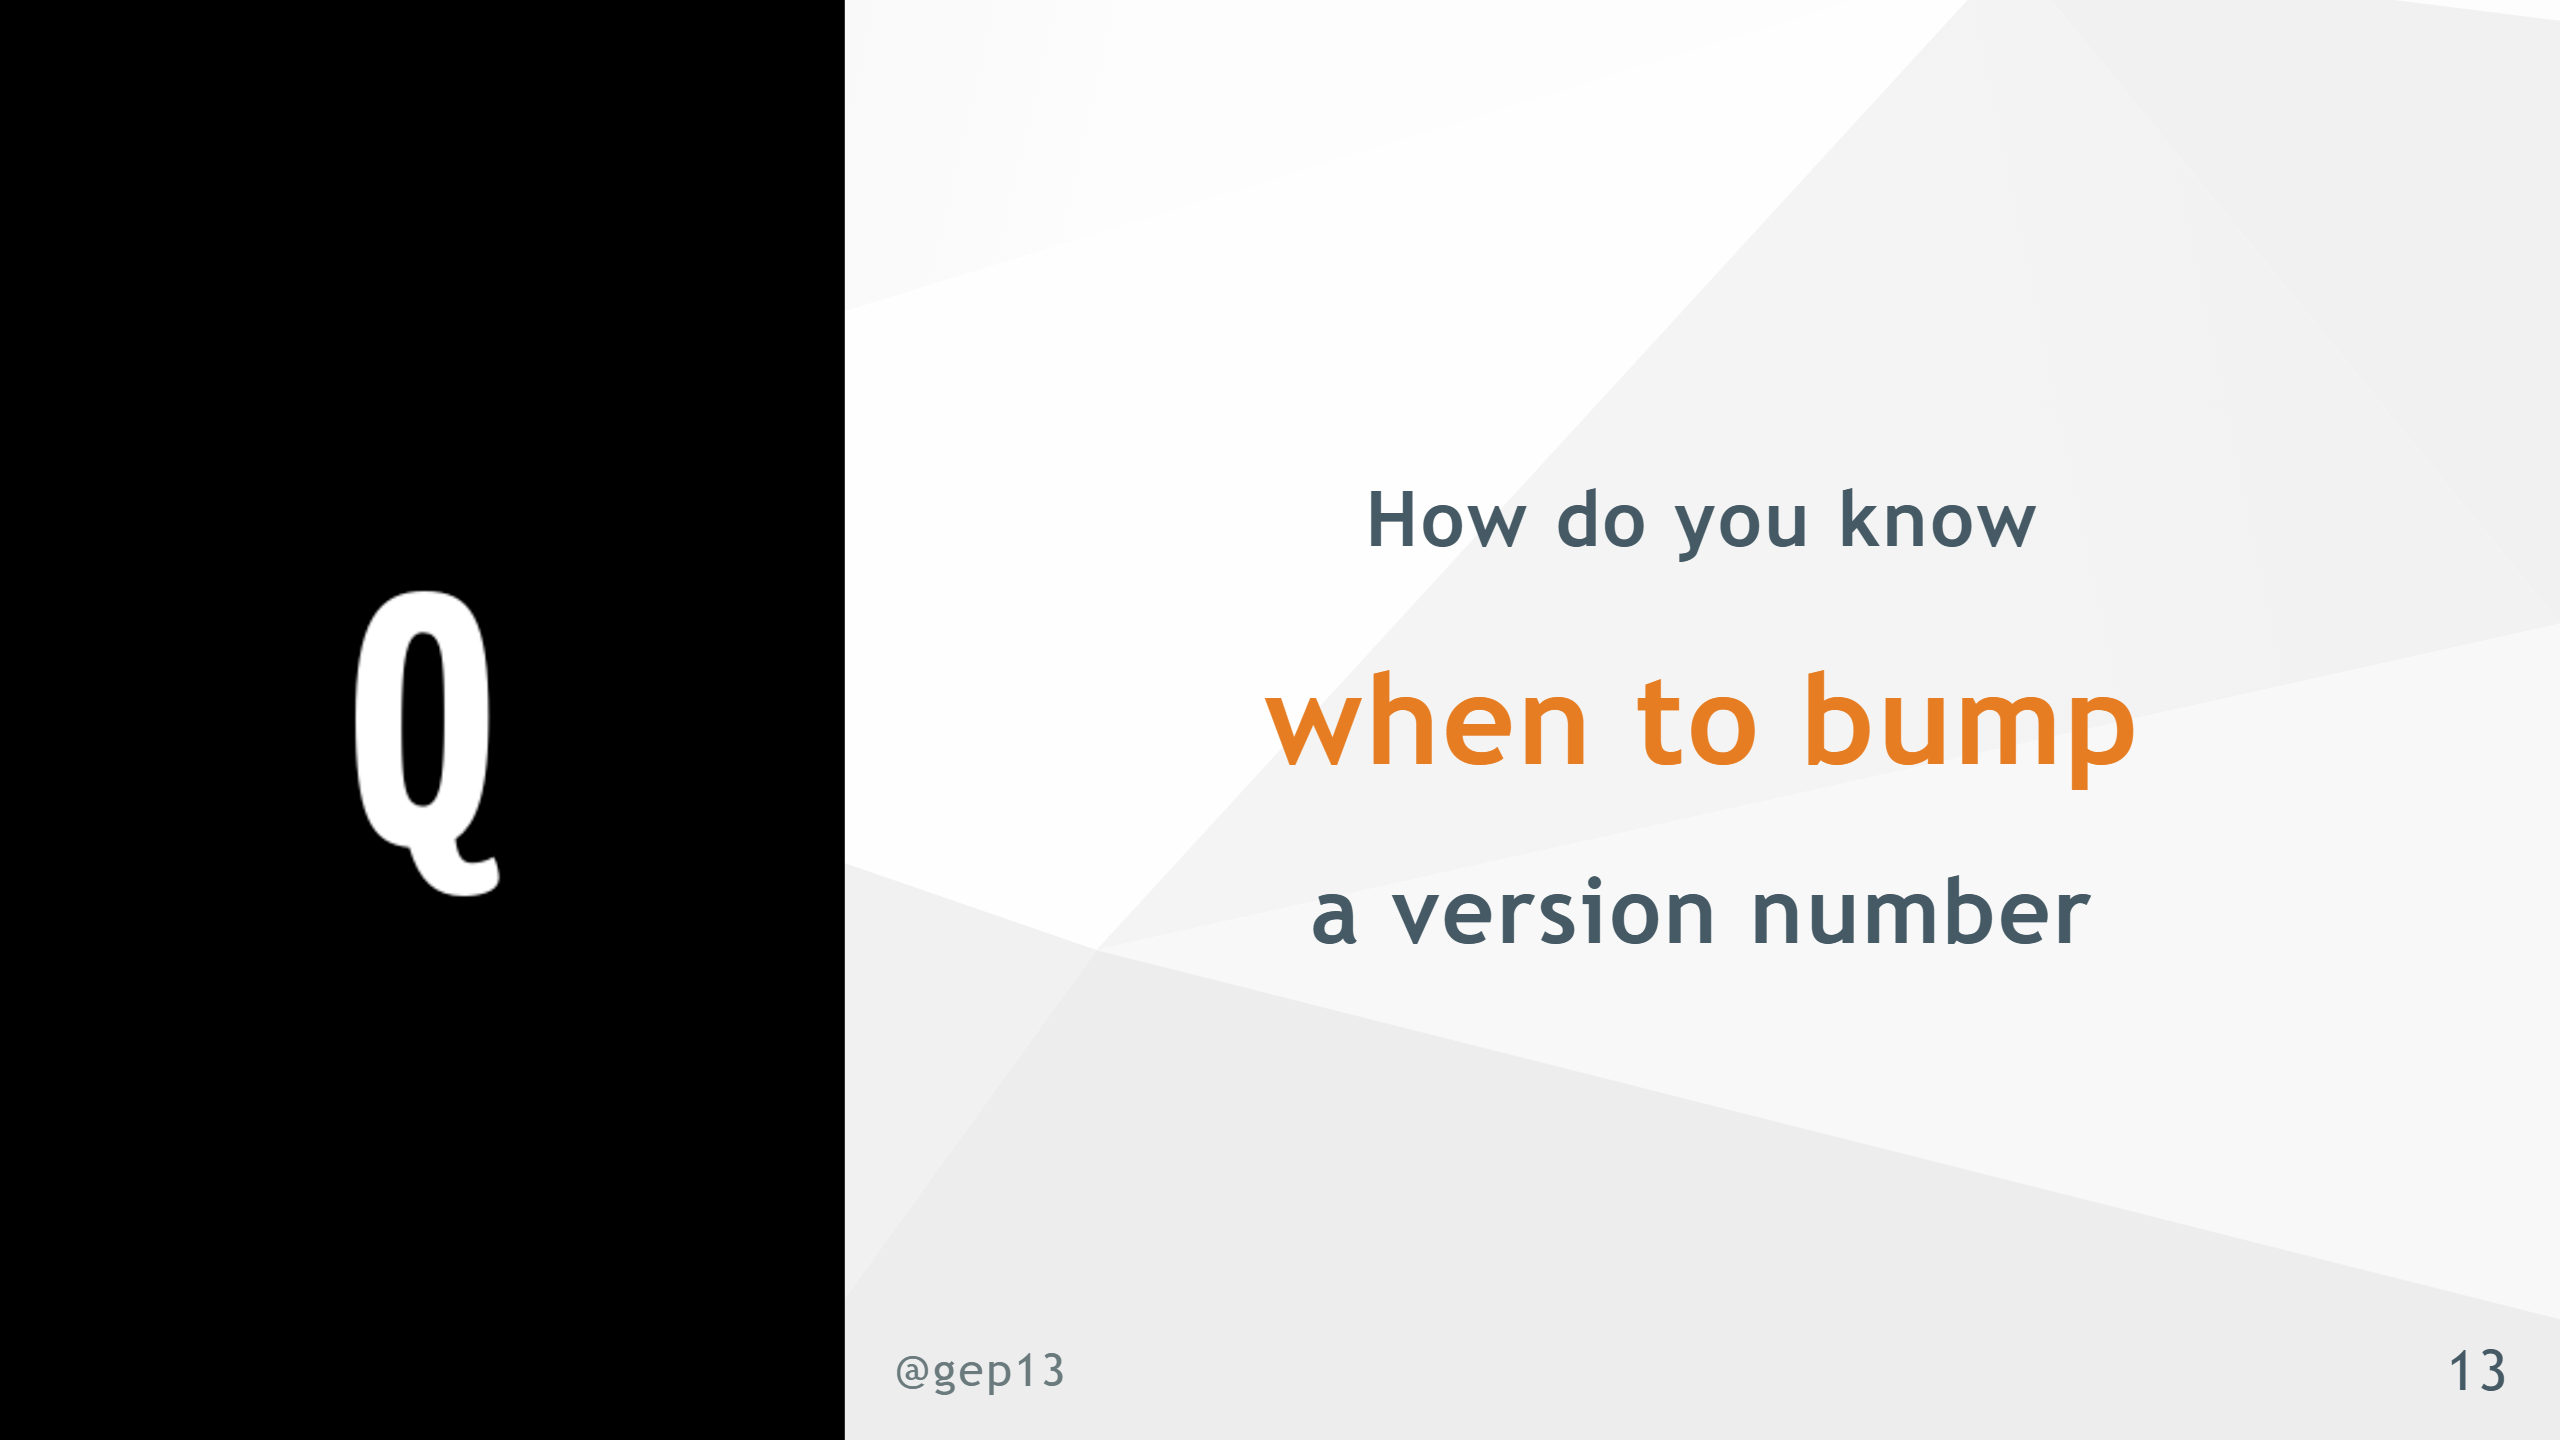 Q
How do you know
when to bump
a version number
@gep13
13